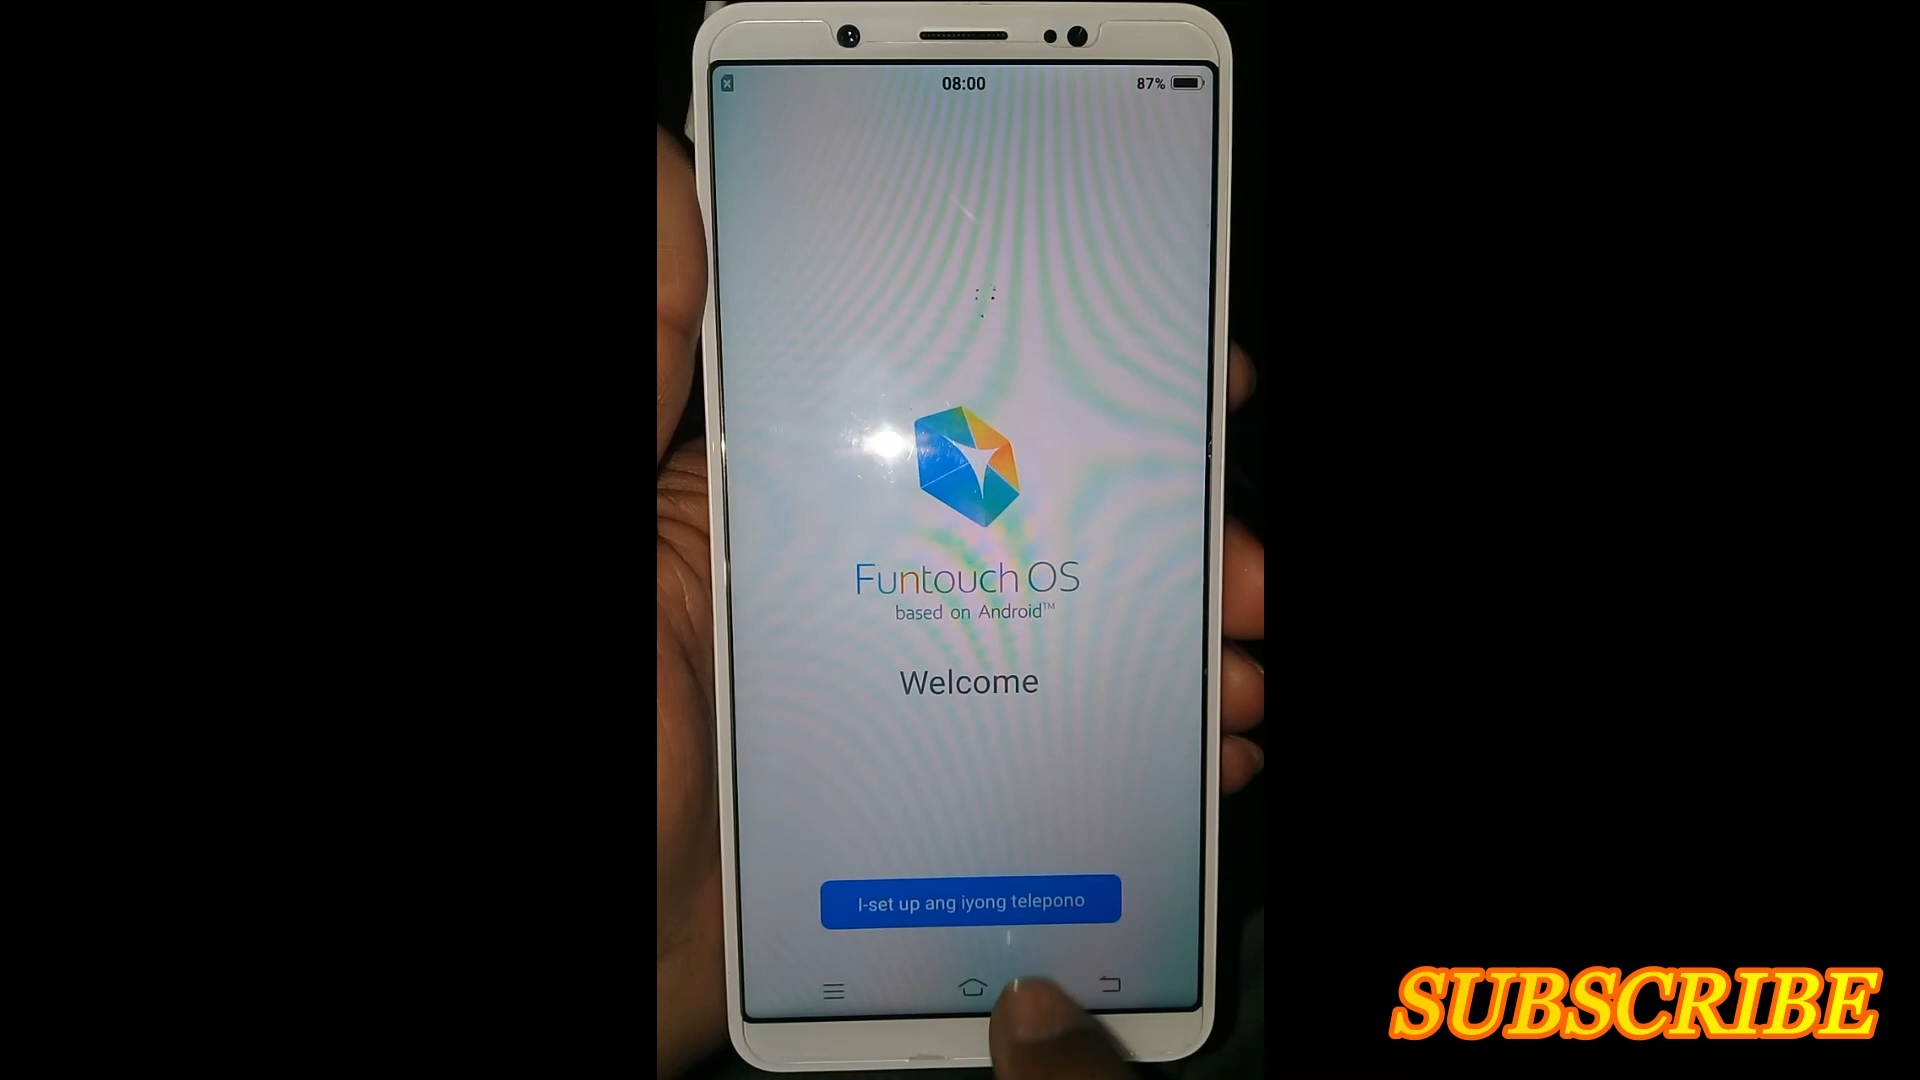 08:00
87%
Funtouch OS
based on Android™
Welcome
I-set up ang iyong telepono
SUBSCRIBE